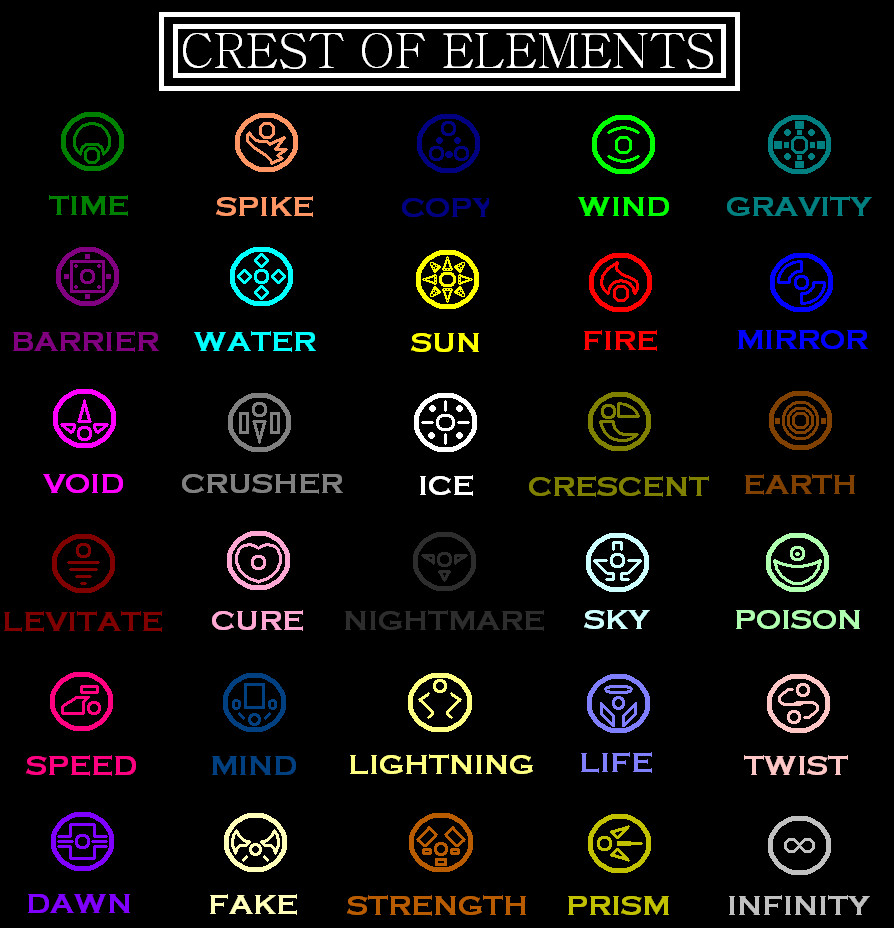 CREST OF ELEMENTS
TIME SPIKE COPY WIND GRAVITY
BARRIER WATER SUN FIRE MIRROR
VOID CRUSHER ICE CRESCENT EARTH
LEVITATE CURE NIGHTMARE SKY POISON
SPEED MIND LIGHTNING LIFE TWIST
DAWN FAKE STRENGTH PRISM INFINITY